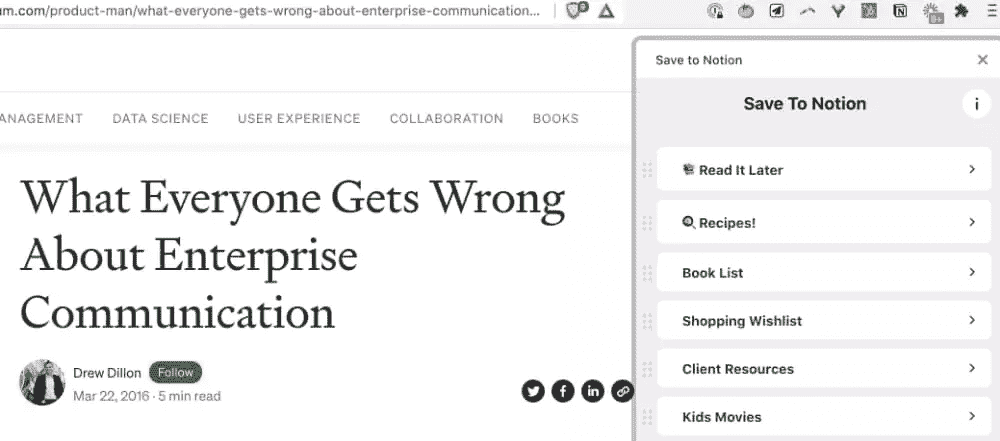 um.com/product-man/what-everyone-gets-wrong-about-enterprise-communication...
Save to Notion
Save To Notion
ANAGEMENT DATA SCIENCE USER EXPERIENCE COLLABORATION BOOKS
What Everyone Gets Wrong
About Enterprise
Communication
Drew Dillon Follow
Mar 22, 2016 · 5 min read
Read It Later
Recipes!
Book List
Shopping Wishlist
Client Resources
Kids Movies